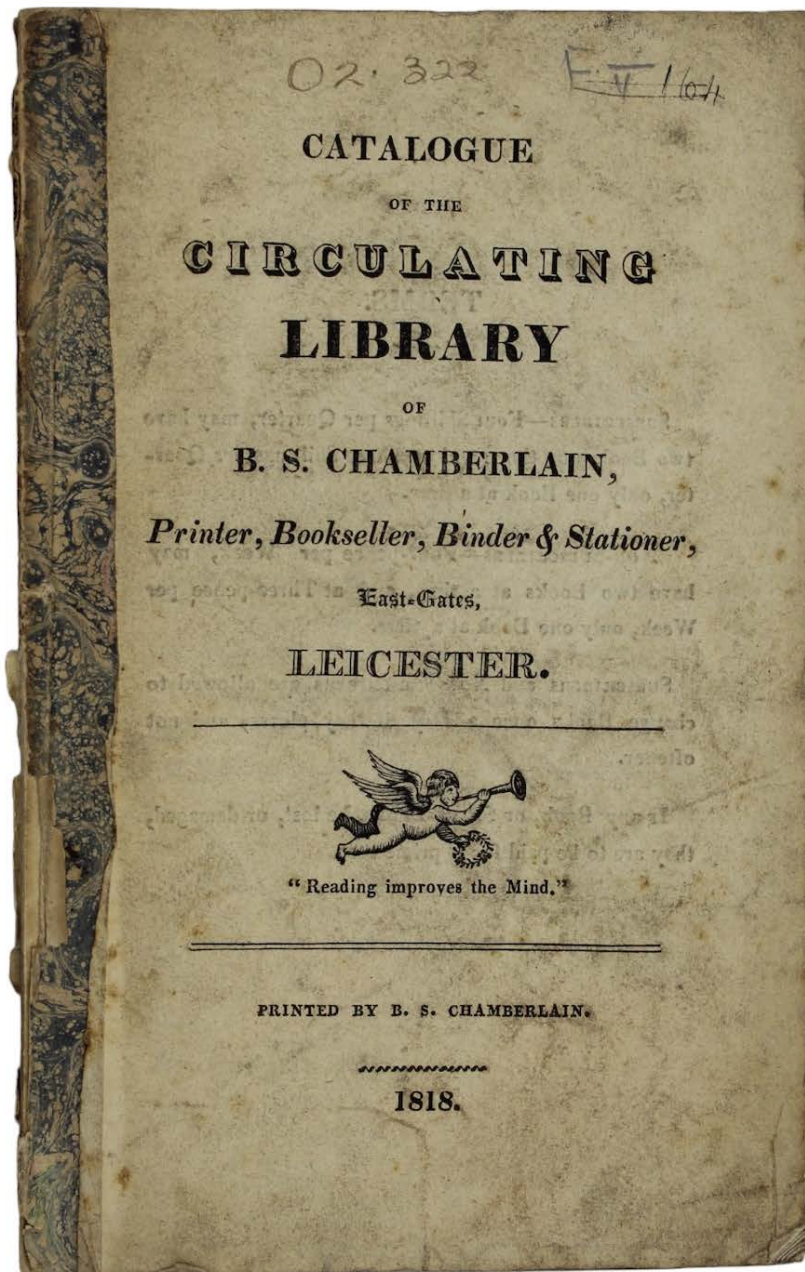 02. 322
CATALOGUE
OF THE
CIRCULATING
LIBRARY
OF
B. S. CHAMBERLAIN,
Printer, Bookseller, Binder & Stationer,
East-Gates,
LEICESTER.
"Reading improves the Mind."
PRINTED BY B. S. CHAMBERLAIN.
1818.